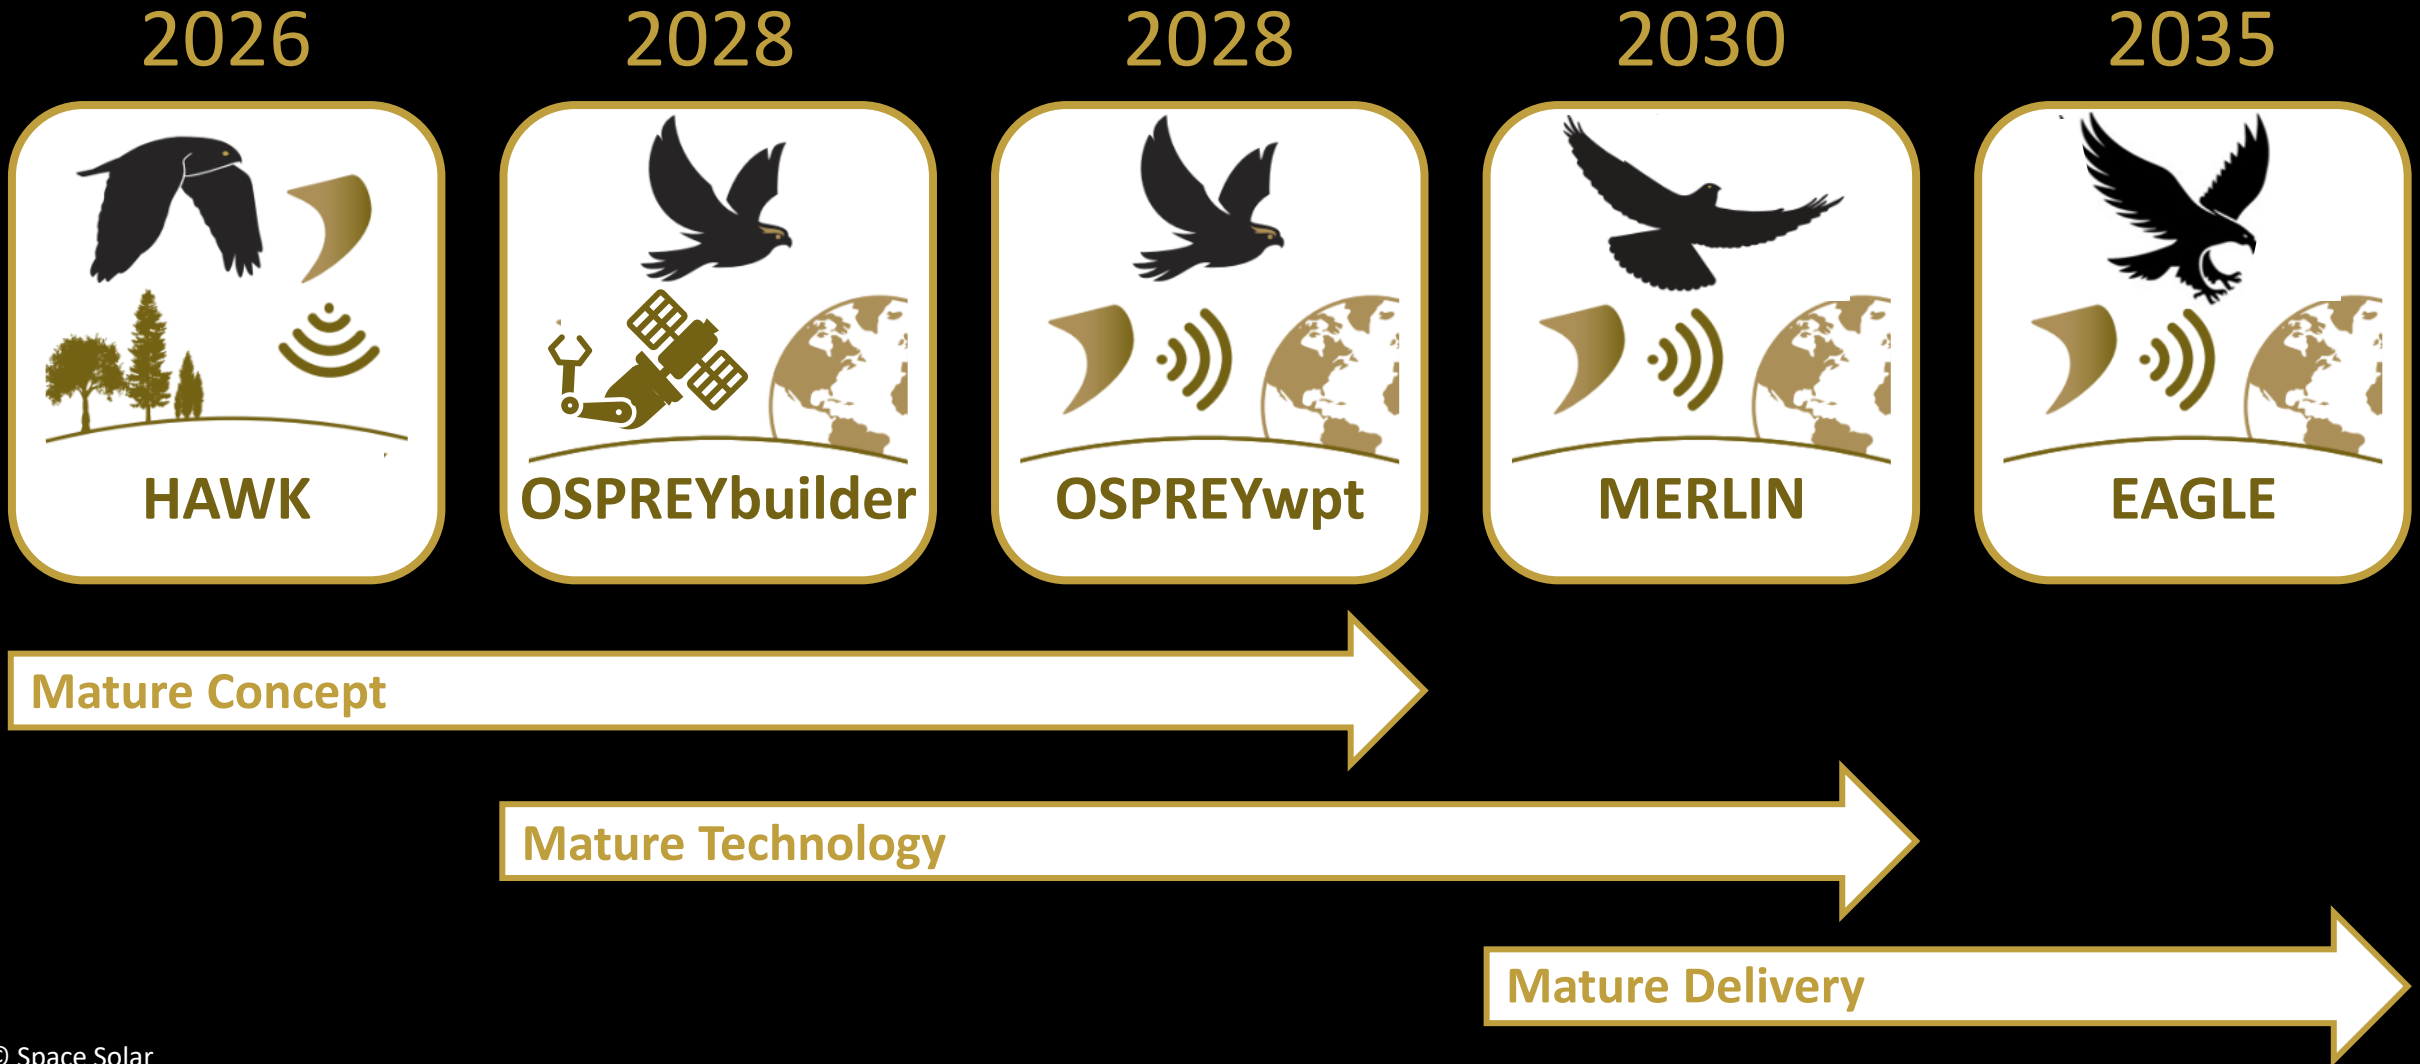 2026
2028
2028
2030
2035
HAWK
OSPREYbuilder
OSPREYwpt
MERLIN
EAGLE
Mature Concept
Mature Technology
Mature Delivery
© Space Solar